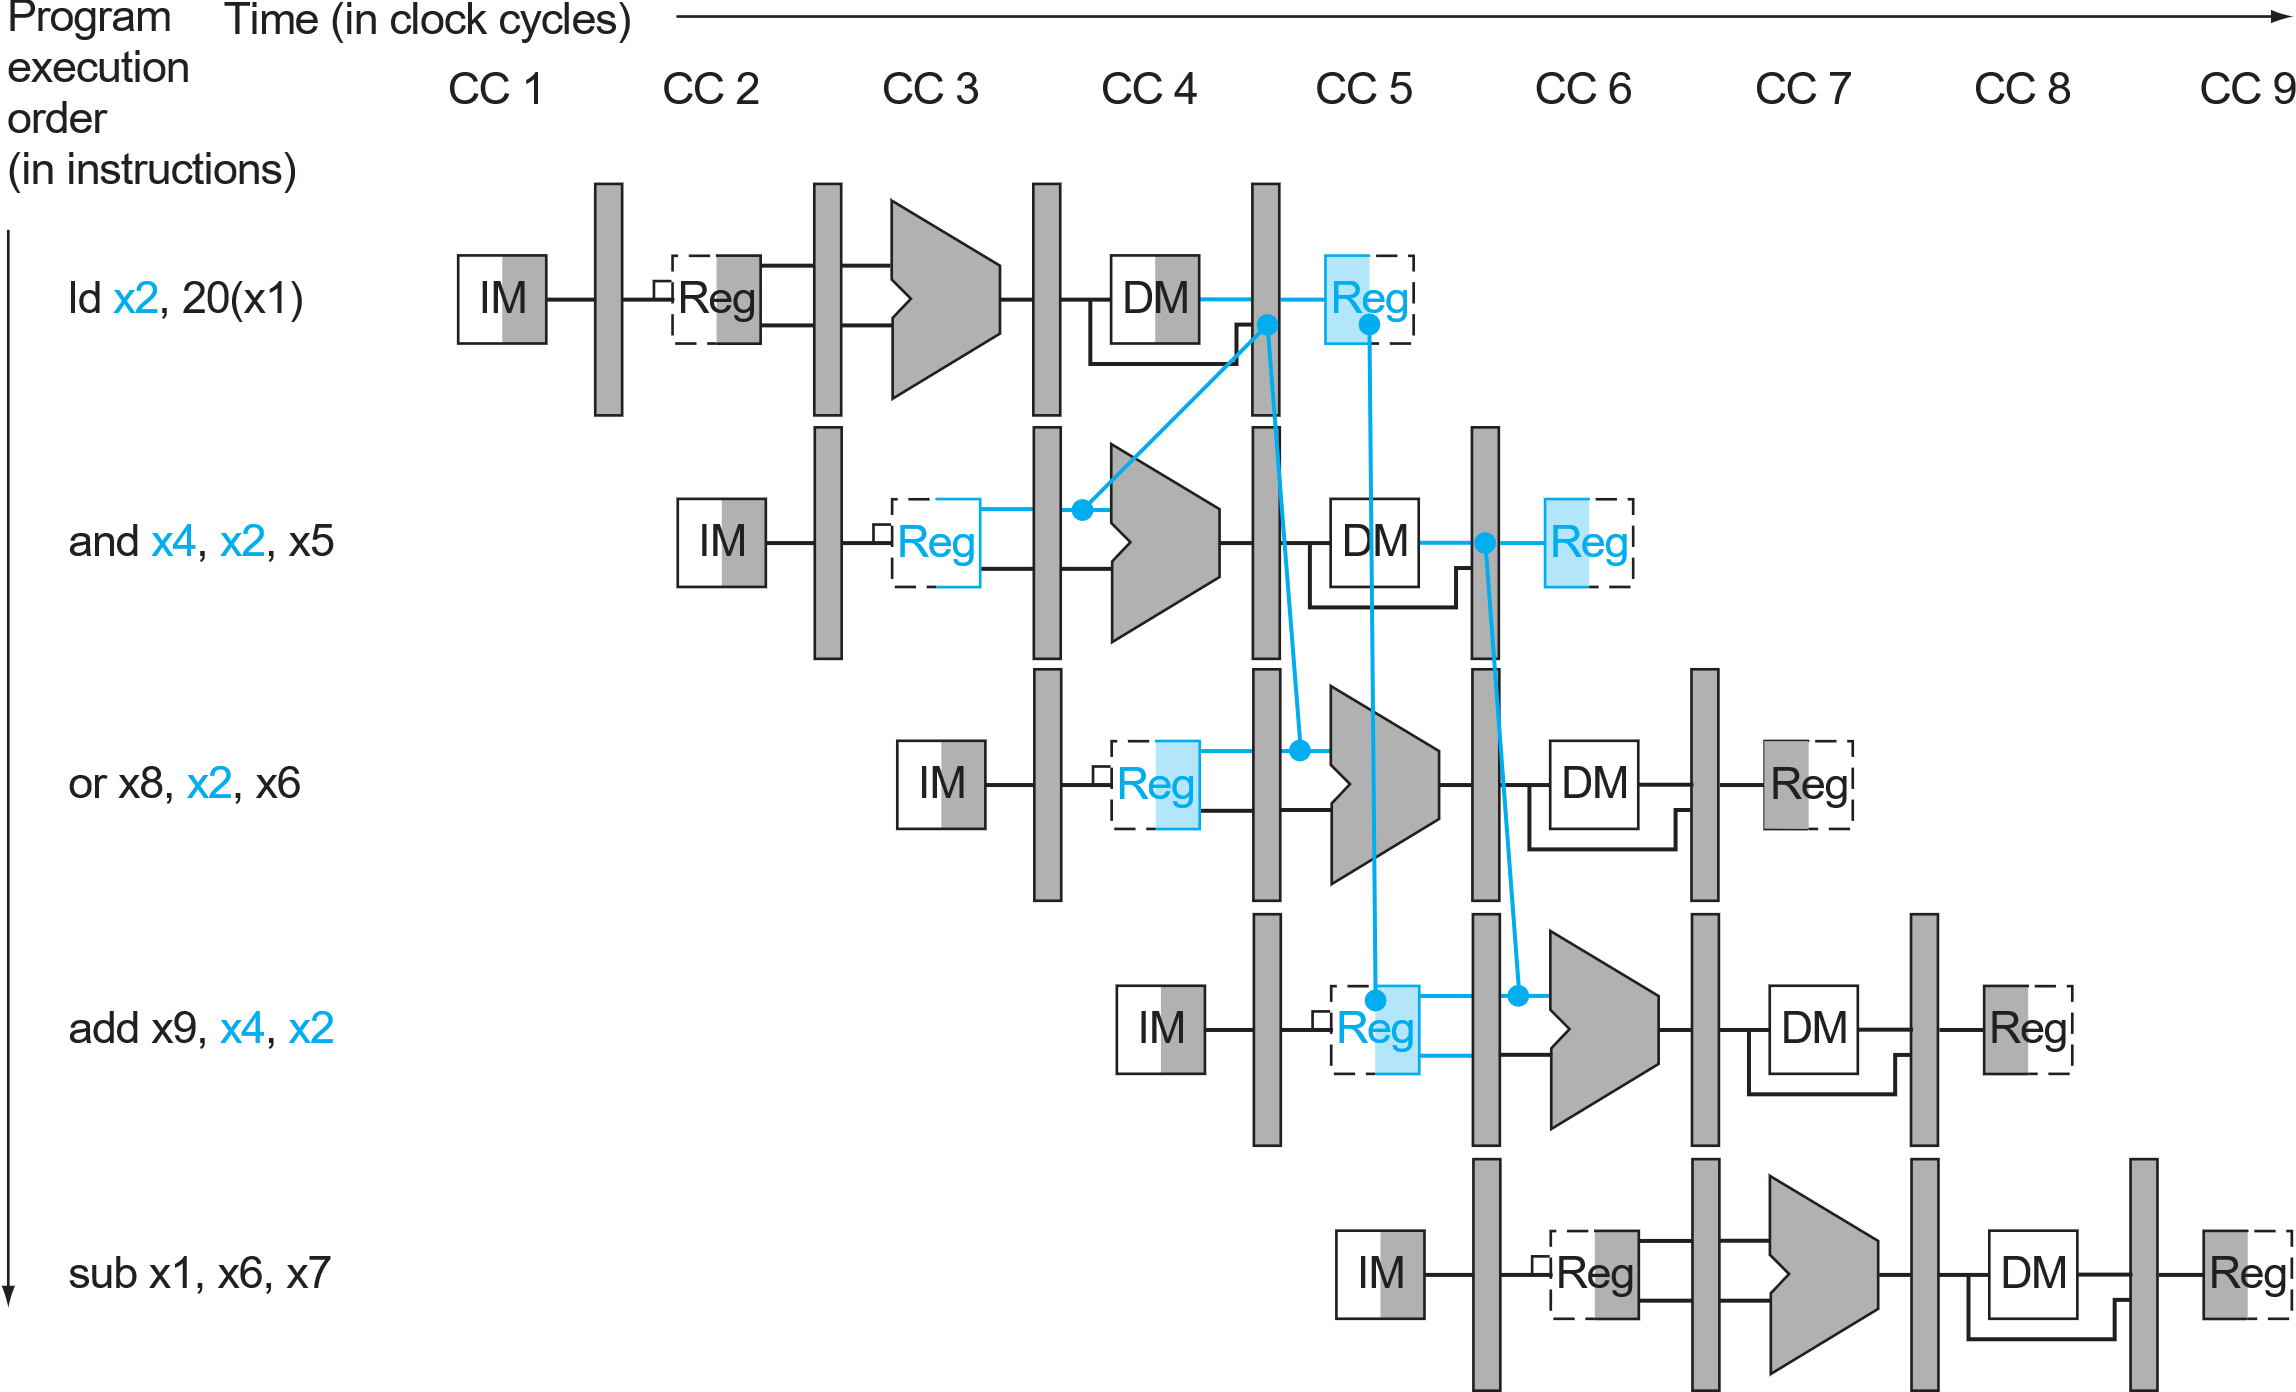 Program
execution
order
(in instructions)
Time (in clock cycles)
CC 1 CC 2 CC 3 CC 4 CC 5 CC 6 CC 7 CC 8 CC 9
ld x2, 20(x1) IM Reg DM Reg
and x4, x2, x5 IM Reg DM Reg
or x8, x2, x6 IM Reg DM Reg
add x9, x4, x2 IM Reg DM Reg
sub x1, x6, x7 IM Reg DM Reg